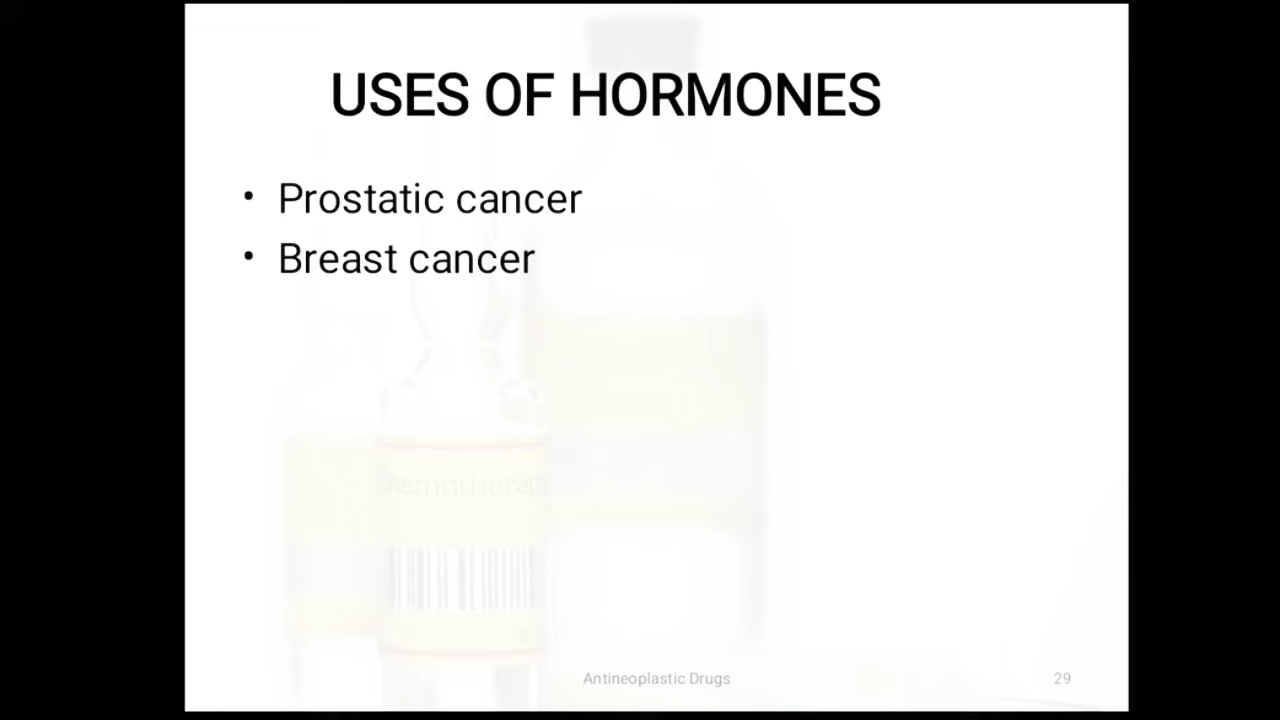 USES OF HORMONES
• Prostatic cancer
• Breast cancer
Antineoplastic Drugs
29